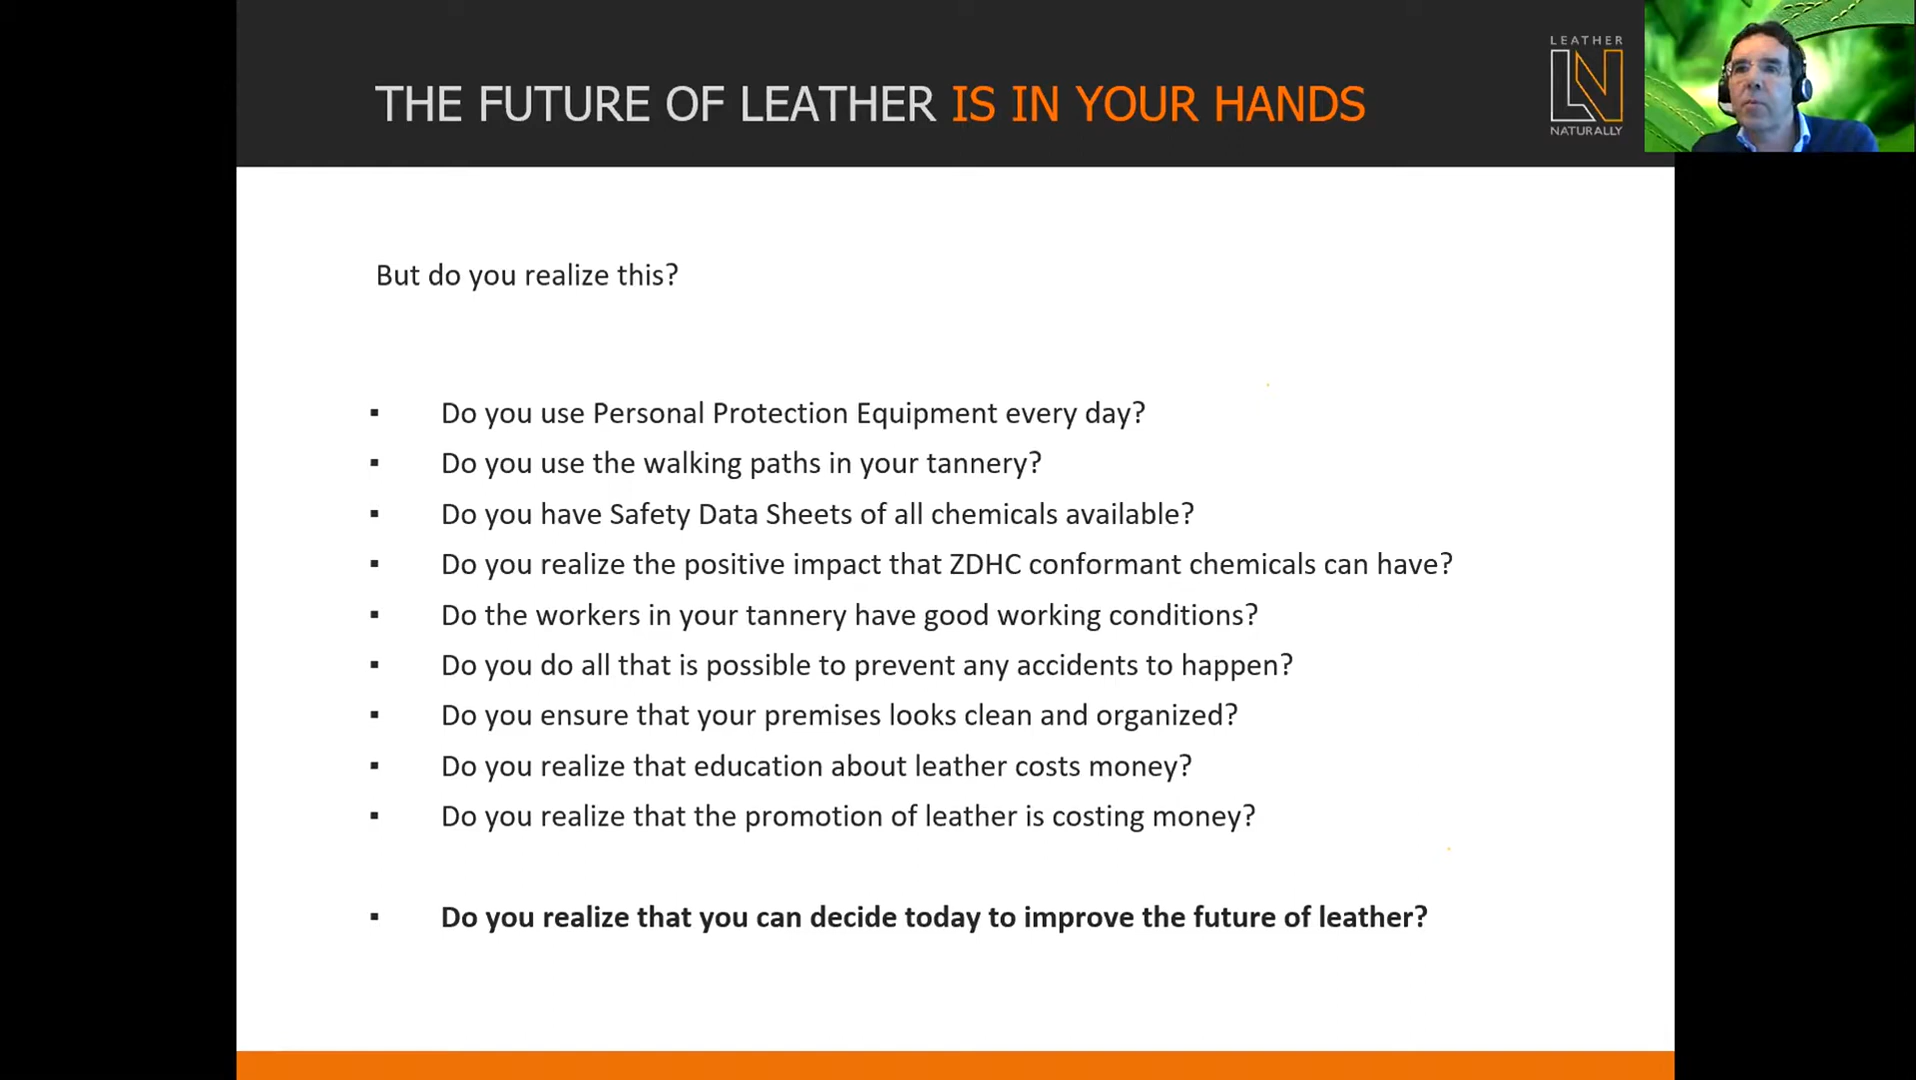 THE FUTURE OF LEATHER IS IN YOUR HANDS
LEATHER
LN
NATURALLY
But do you realize this?
▪ Do you use Personal Protection Equipment every day?
▪ Do you use the walking paths in your tannery?
▪ Do you have Safety Data Sheets of all chemicals available?
▪ Do you realize the positive impact that ZDHC conformant chemicals can have?
▪ Do the workers in your tannery have good working conditions?
▪ Do you do all that is possible to prevent any accidents to happen?
▪ Do you ensure that your premises looks clean and organized?
▪ Do you realize that education about leather costs money?
▪ Do you realize that the promotion of leather is costing money?
▪ Do you realize that you can decide today to improve the future of leather?